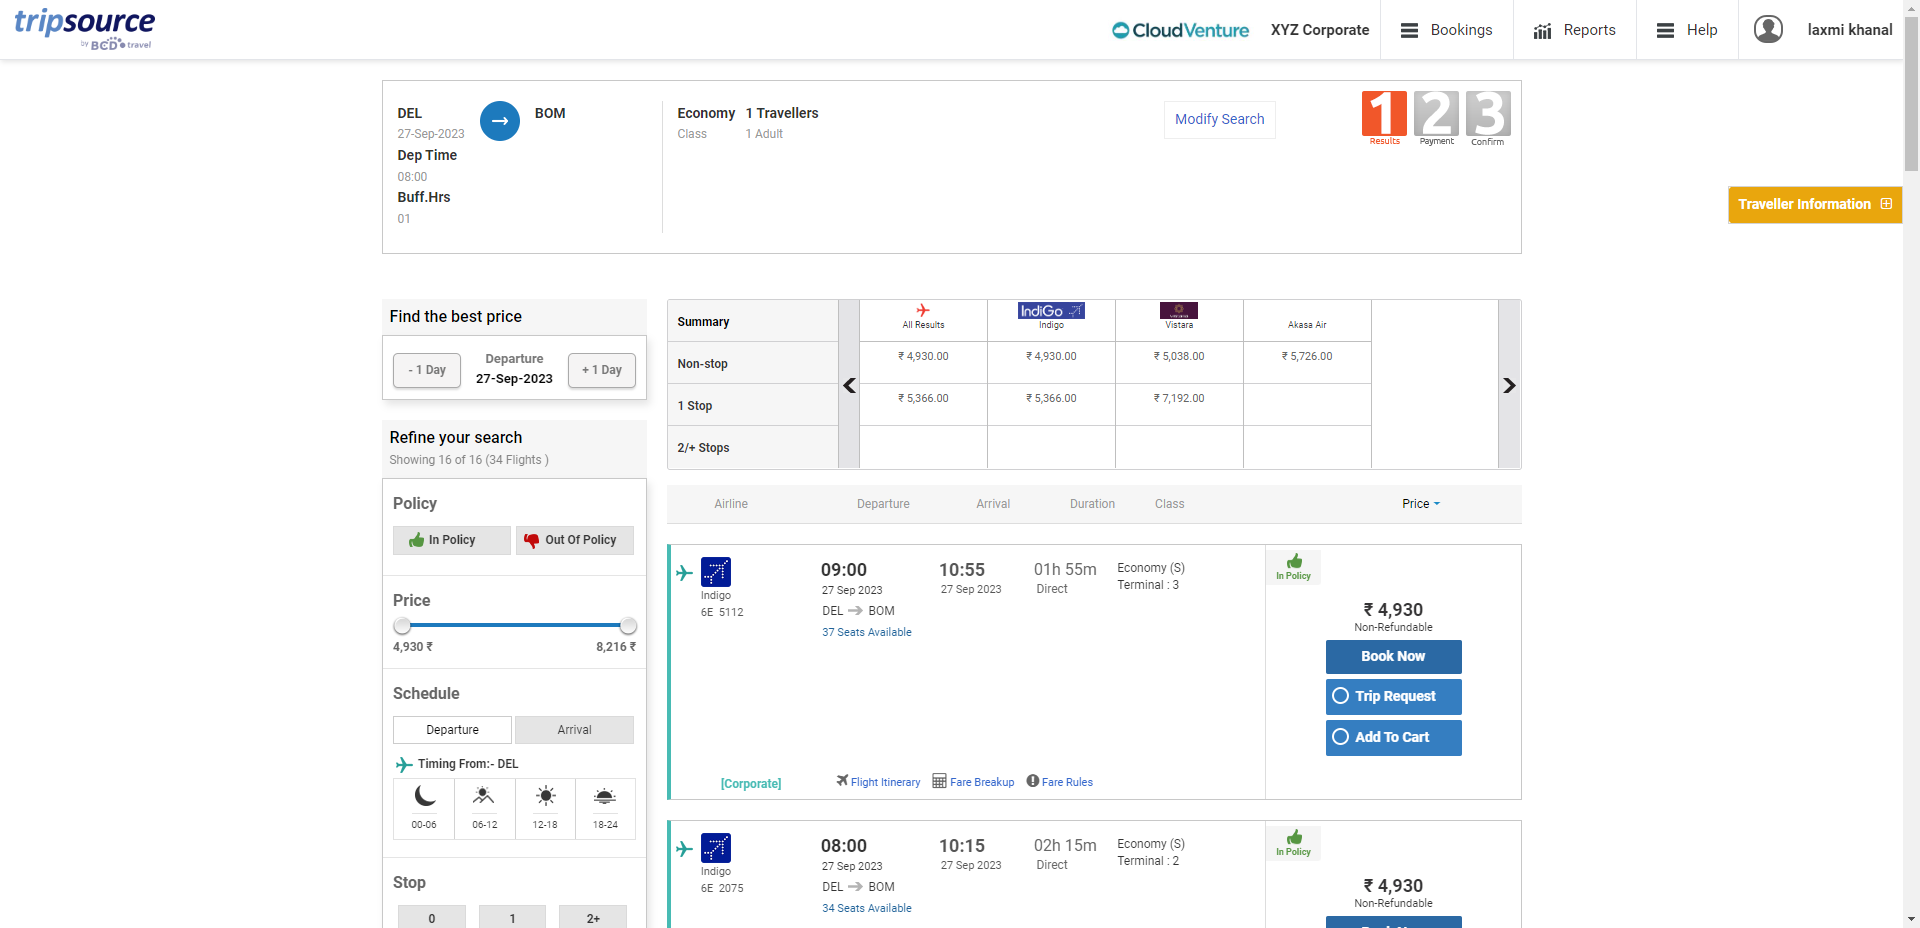 tripsource
by BCD travel
CloudVenture
XYZ Corporate
Bookings
Reports
Help
laxmi khanal
DEL
27-Sep-2023
Dep Time
08:00
Buff.Hrs
01
BOM
Economy 1 Travellers
Class 1 Adult
Modify Search
1 2 3
Results Payment Confirm
Traveller Information
Find the best price
- 1 Day
Departure
27-Sep-2023
+ 1 Day
Refine your search
Showing 16 of 16 (34 Flights )
Policy
In Policy
Out Of Policy
Price
4,930 ₹ 8,216 ₹
Schedule
Departure Arrival
Timing From:- DEL
00-06 06-12 12-18 18-24
Stop
0 1 2+
Summary
All Results
IndiGo
Indigo
Vistara
Akasa Air
Non-stop ₹ 4,930.00 ₹ 4,930.00 ₹ 5,038.00 ₹ 5,726.00
1 Stop ₹ 5,366.00 ₹ 5,366.00 ₹ 7,192.00
2/+ Stops
Airline Departure Arrival Duration Class Price
Indigo
6E 5112
09:00
27 Sep 2023
DEL BOM
37 Seats Available
10:55
27 Sep 2023
01h 55m
Direct
Economy (S)
Terminal : 3
In Policy
₹ 4,930
Non-Refundable
Book Now
Trip Request
Add To Cart
[Corporate]
Flight Itinerary
Fare Breakup
Fare Rules
Indigo
6E 2075
08:00
27 Sep 2023
DEL BOM
34 Seats Available
10:15
27 Sep 2023
02h 15m
Direct
Economy (S)
Terminal : 2
In Policy
₹ 4,930
Non-Refundable
Book Now